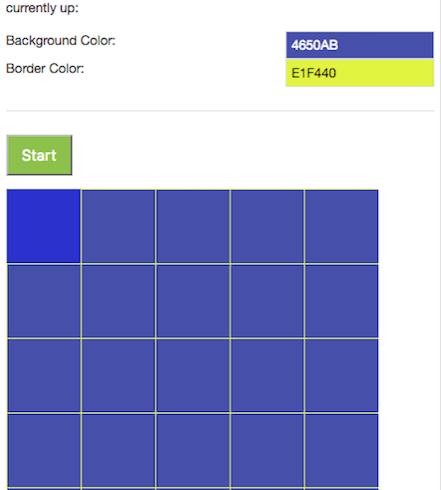 currently up:
Background Color:
4650AB
Border Color:
E1F440
Start